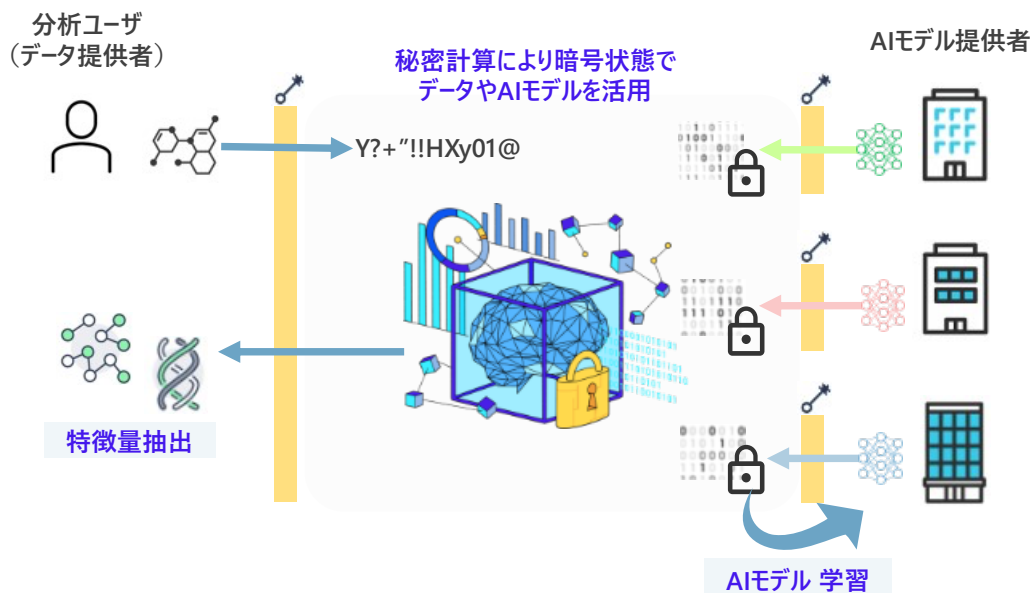 分析ユーザ
（データ提供者）
秘密計算により暗号状態で
データやAIモデルを活用
AIモデル提供者
Y?+"!!HXy01@
特徴量抽出
AIモデル 学習